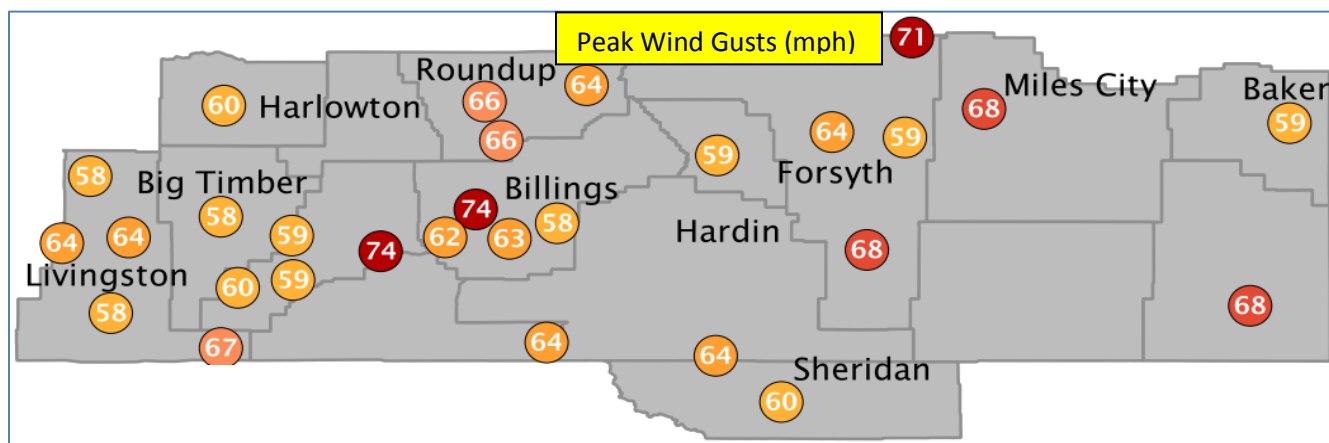 Peak Wind Gusts (mph)
71
Roundup
64
66
60
Harlowton
66
68
Miles City
Baker
59
64
59
59
Forsyth
58
Big Timber
58
Billings
74
58
64
64
59
62
63
74
Hardin
68
Livingston
60
59
58
68
67
64
64
Sheridan
60